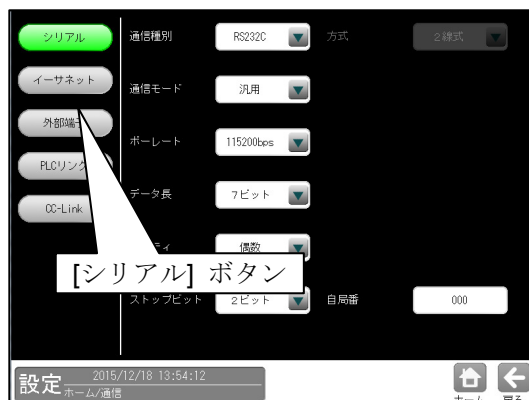 シリアル
通信種別
RS232C
方式
2線式
イーサネット
通信モード
汎用
外部端子
ボーレート
115200bps
PLCリンク
データ長
7ビット
CC-Link
偶数
[シリアル] ボタン
ストップビット
2ビット
自局番
000
設定
2015/12/18 13:54:12
ホーム/通信
ホーム
戻る